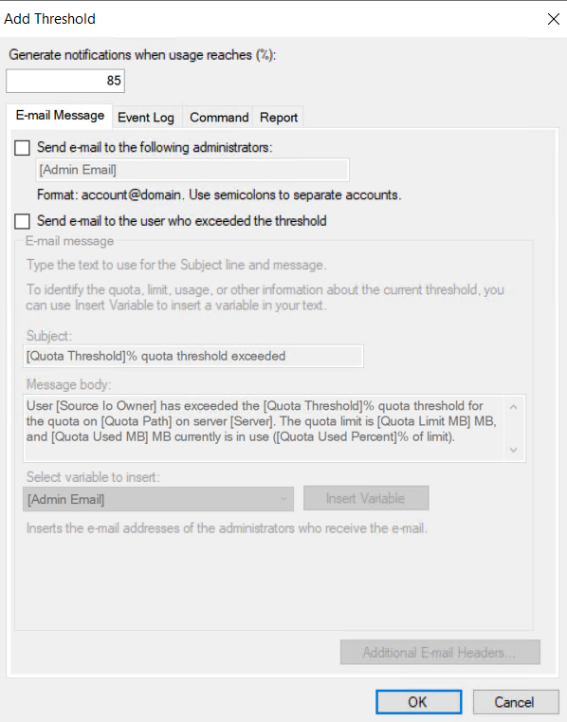 Add Threshold
Generate notifications when usage reaches (%):
85
E-mail Message Event Log Command Report
Send e-mail to the following administrators:
[Admin Email]
Format: account@domain. Use semicolons to separate accounts.
Send e-mail to the user who exceeded the threshold
E-mail message
Type the text to use for the Subject line and message.
To identify the quota, limit, usage, or other information about the current threshold, you
can use Insert Variable to insert a variable in your text.
Subject:
[Quota Threshold]% quota threshold exceeded
Message body:
User [Source Io Owner] has exceeded the [Quota Threshold]% quota threshold for
the quota on [Quota Path] on server [Server]. The quota limit is [Quota Limit MB] MB,
and [Quota Used MB] MB currently is in use ([Quota Used Percent]% of limit).
Select variable to insert:
[Admin Email] Insert Variable
Inserts the e-mail addresses of the administrators who receive the e-mail.
Additional E-mail Headers...
OK Cancel